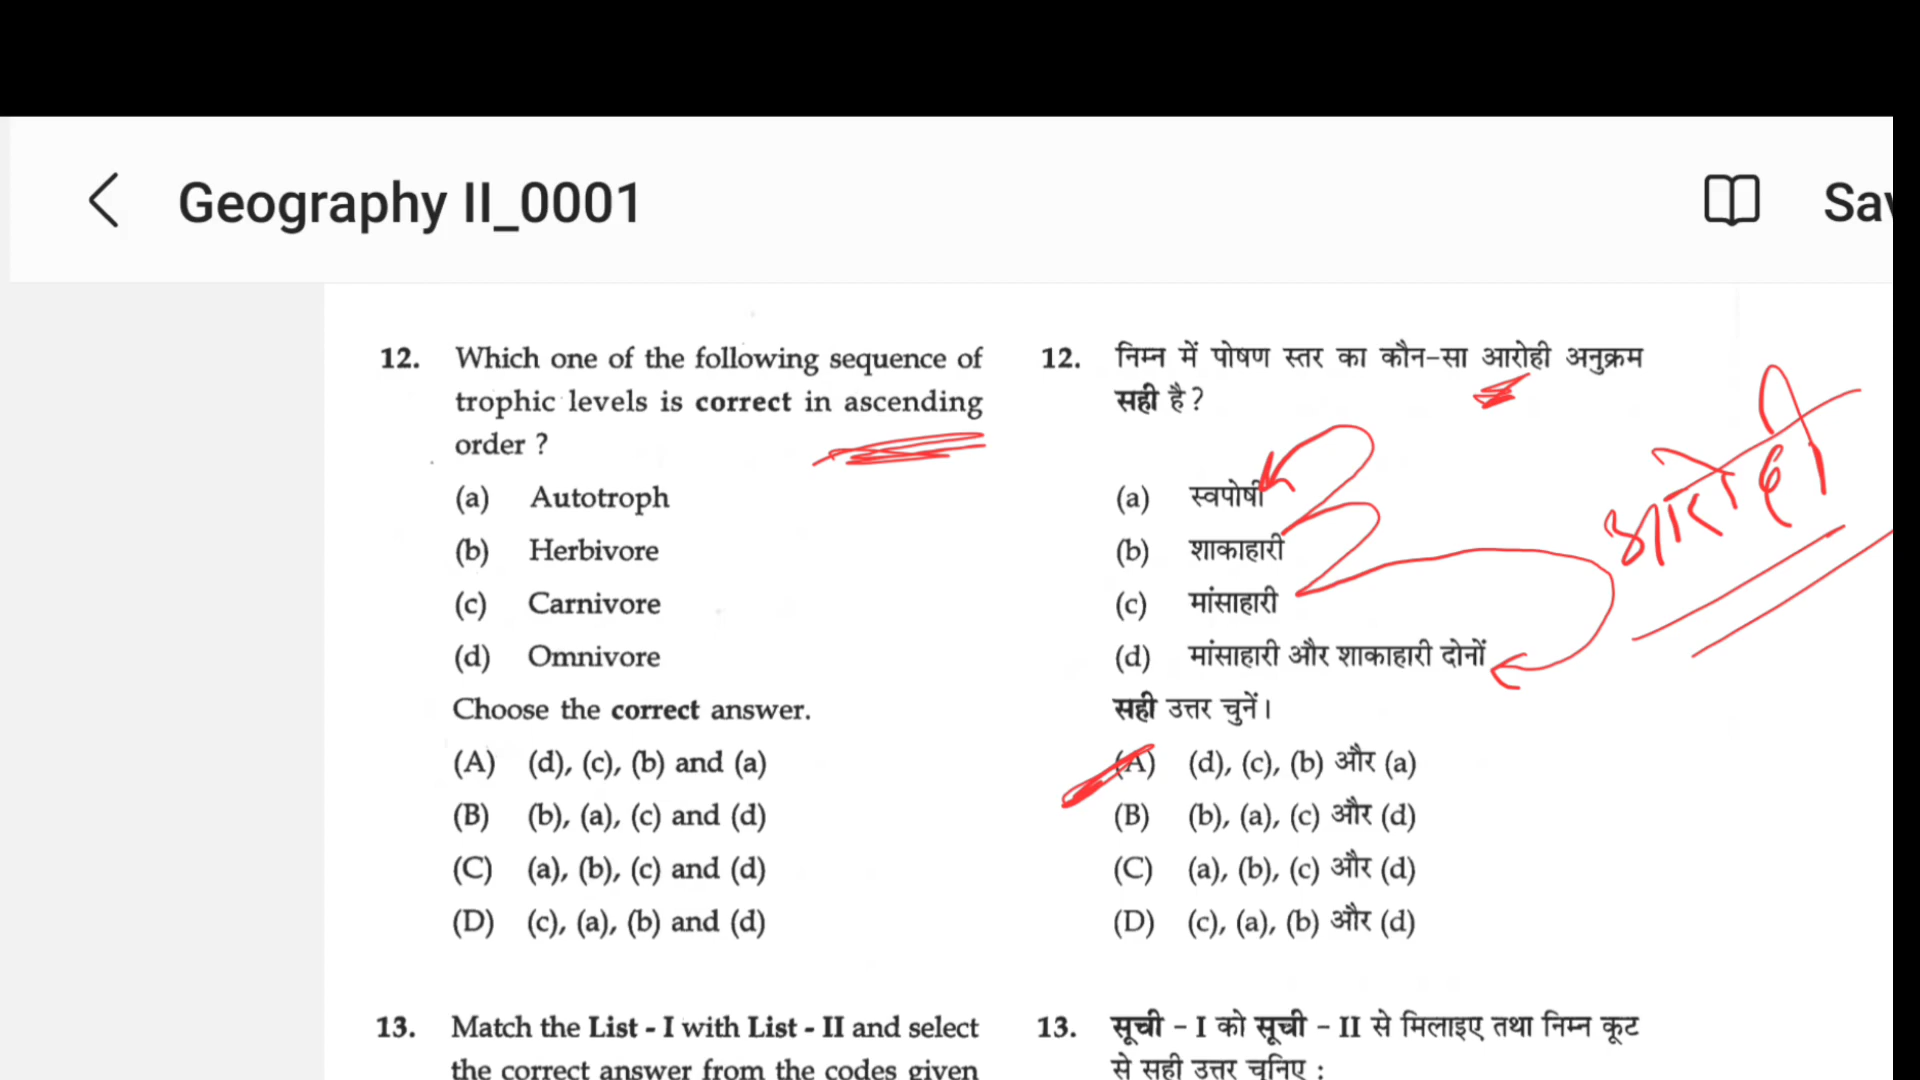 Geography II_0001
Sav
12. Which one of the following sequence of
trophic levels is correct in ascending
order ?
(a) Autotroph
(b) Herbivore
(c) Carnivore
(d) Omnivore
Choose the correct answer.
(A) (d), (c), (b) and (a)
(B) (b), (a), (c) and (d)
(C) (a), (b), (c) and (d)
(D) (c), (a), (b) and (d)
13. Match the List - I with List - II and select
the correct answer from the codes given
12. निम्न में पोषण स्तर का कौन-सा आरोही अनुक्रम
सही है ?
(a) स्वपोषी
(b) शाकाहारी
(c) मांसाहारी
(d) मांसाहारी और शाकाहारी दोनों
सही उत्तर चुनें।
(A) (d), (c), (b) और (a)
(B) (b), (a), (c) और (d)
(C) (a), (b), (c) और (d)
(D) (c), (a), (b) और (d)
13. सूची - I को सूची - II से मिलाइए तथा निम्न कूट
से सही उत्तर चुनिए :
आरोही